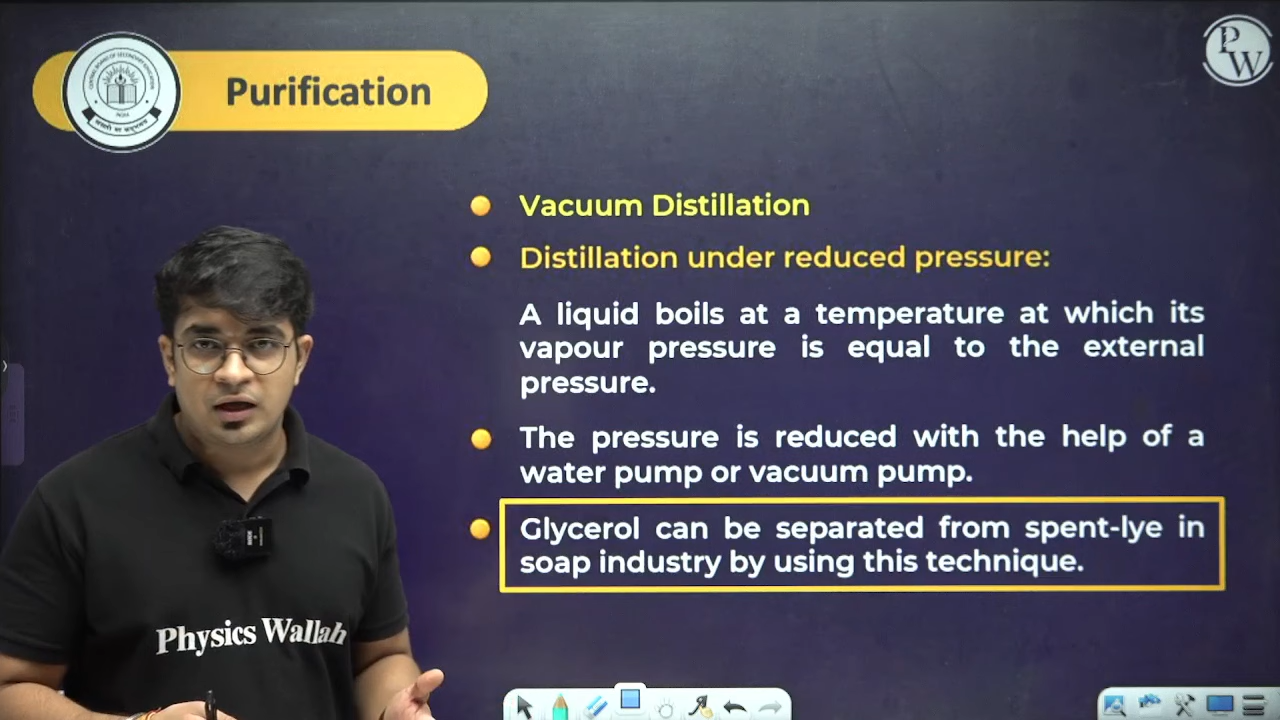 Purification
PW
Vacuum Distillation
Distillation under reduced pressure:
A liquid boils at a temperature at which its
vapour pressure is equal to the external
pressure.
The pressure is reduced with the help of a
water pump or vacuum pump.
Glycerol can be separated from spent-lye in
soap industry by using this technique.
Physics Wallah